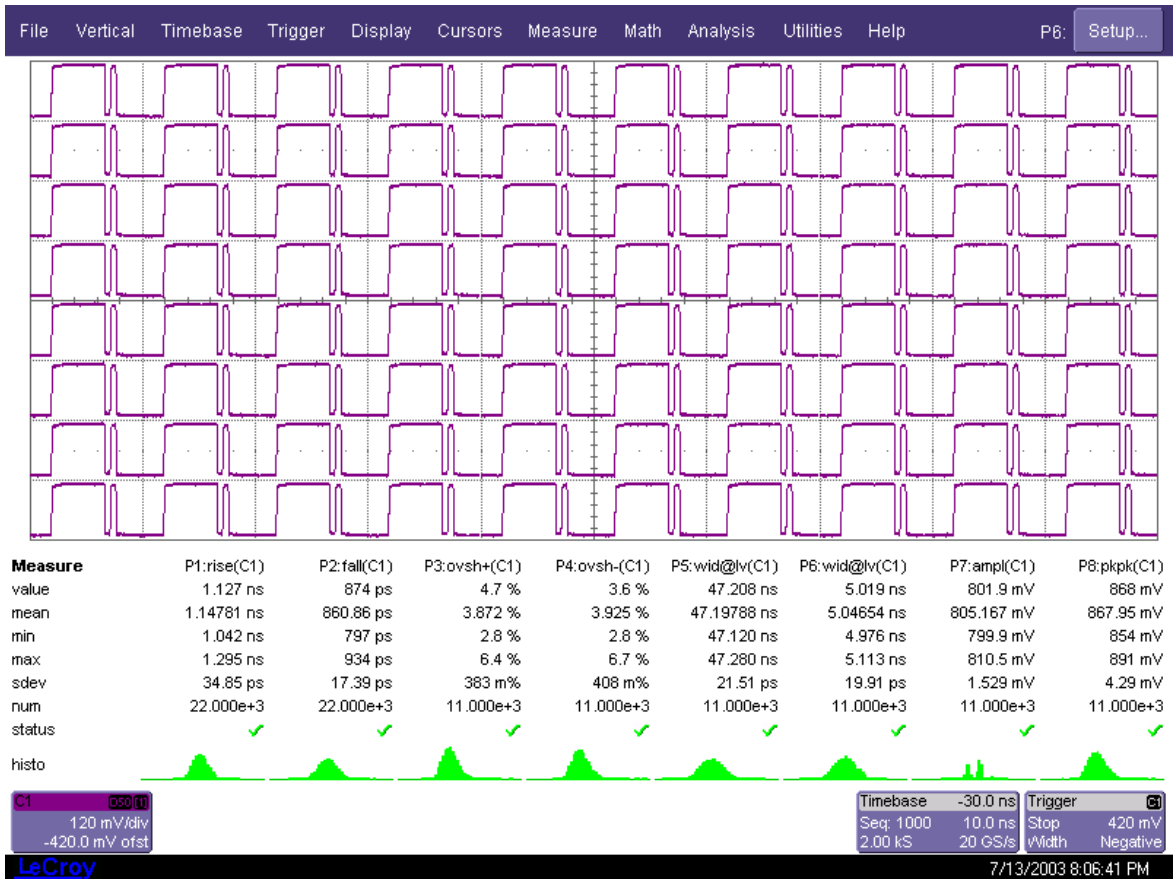 File Vertical Timebase Trigger Display Cursors Measure Math Analysis Utilities Help P6: Setup...
Measure P1:rise(C1) P2:fall(C1) P3:ovsh+(C1) P4:ovsh-(C1) P5:wid@lv(C1) P6:wid@lv(C1) P7:ampl(C1) P8:pkpk(C1)
value 1.127 ns 874 ps 4.7 % 3.6 % 47.208 ns 5.019 ns 801.9 mV 868 mV
mean 1.14781 ns 860.86 ps 3.872 % 3.925 % 47.19788 ns 5.04654 ns 805.167 mV 867.95 mV
min 1.042 ns 797 ps 2.8 % 2.8 % 47.120 ns 4.976 ns 799.9 mV 854 mV
max 1.295 ns 934 ps 6.4 % 6.7 % 47.280 ns 5.113 ns 810.5 mV 891 mV
sdev 34.85 ps 17.39 ps 383 m% 408 m% 21.51 ps 19.91 ps 1.529 mV 4.29 mV
num 22.000e+3 22.000e+3 11.000e+3 11.000e+3 11.000e+3 11.000e+3 11.000e+3 11.000e+3
status
histo
C1 Timebase -30.0 ns Trigger C1
120 mV/div Seq: 1000 10.0 ns Stop 420 mV
-420.0 mV ofst 2.00 kS 20 GS/s Width Negative
LeCroy 7/13/2003 8:06:41 PM